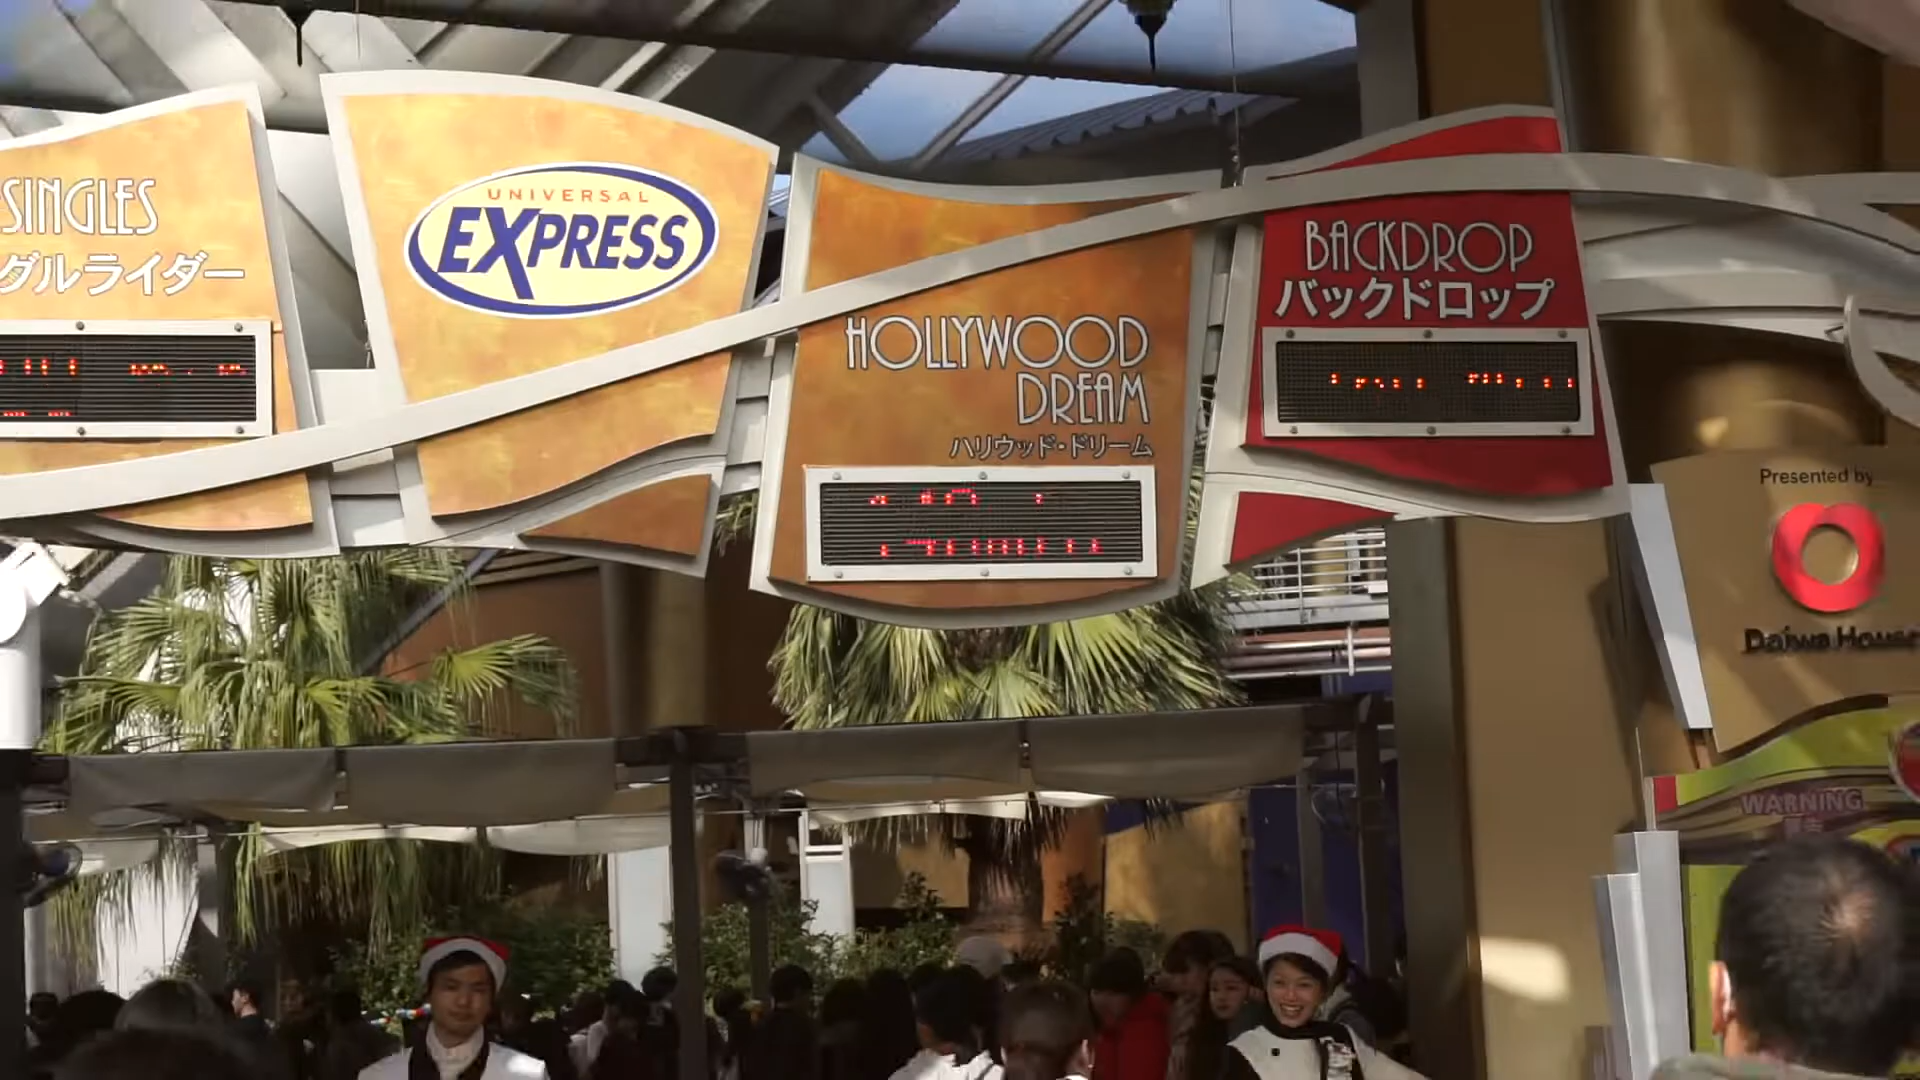 SINGLES
グルライダー
UNIVERSAL
EXPRESS
HOLLYWOOD
DREAM
ハリウッド・ドリーム
BACKDROP
バックドロップ
Presented by
Daiwa House
WARNING